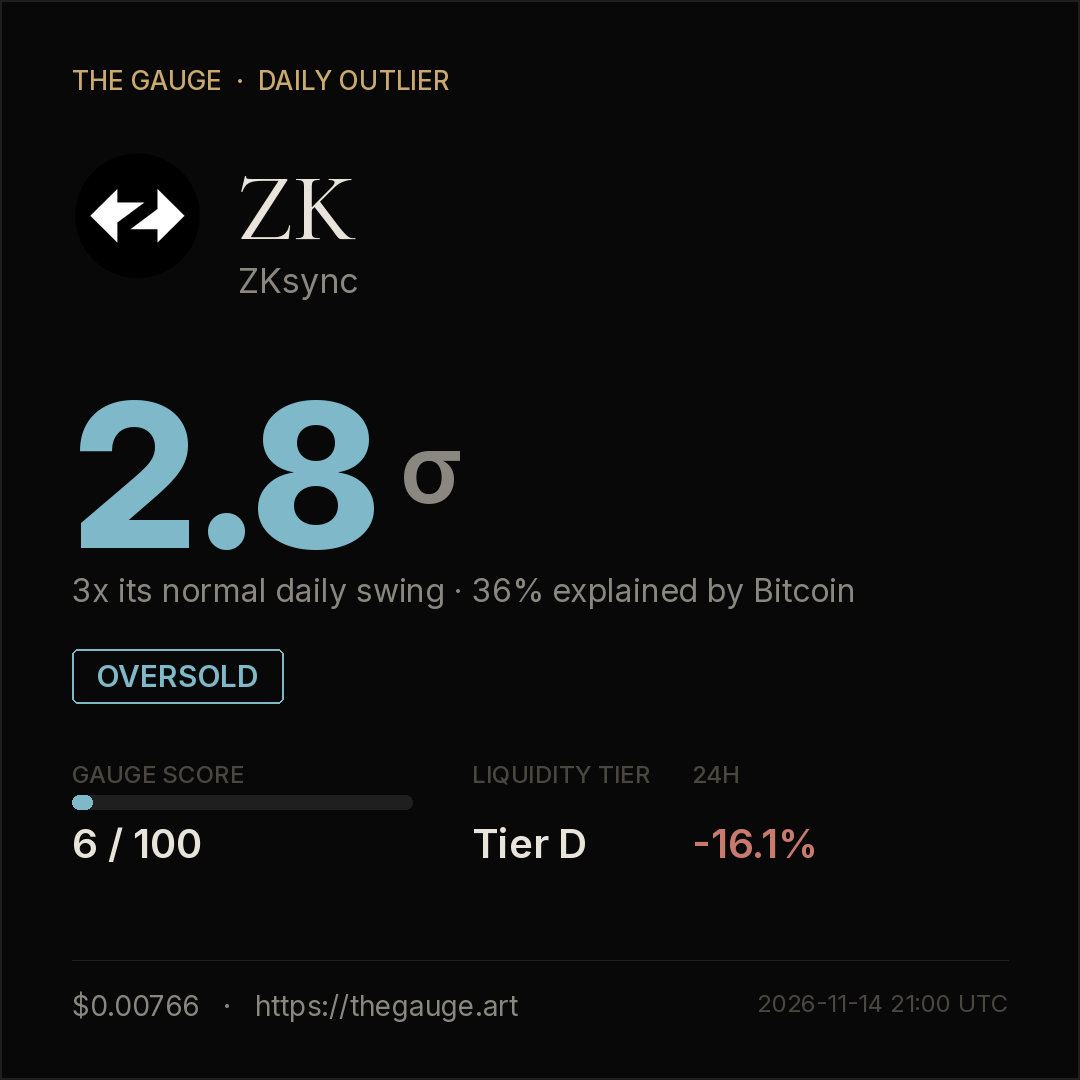 THE GAUGE · DAILY OUTLIER
ZK
ZKsync
2.8 σ
3x its normal daily swing · 36% explained by Bitcoin
OVERSOLD
GAUGE SCORE LIQUIDITY TIER 24H
6 / 100 Tier D -16.1%
$0.00766 · https://thegauge.art 2026-11-14 21:00 UTC